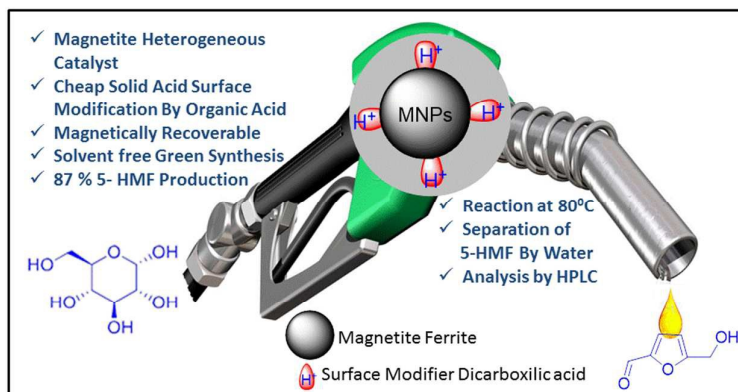 ✓ Magnetite Heterogeneous
Catalyst
✓ Cheap Solid Acid Surface
Modification By Organic Acid
✓ Magnetically Recoverable
✓ Solvent free Green Synthesis
✓ 87 % 5- HMF Production
H⁺
H⁺
MNPs
H⁺
H⁺
✓ Reaction at 80⁰C
✓ Separation of
5-HMF By Water
✓ Analysis by HPLC
HO
O
OH
HO
OH
OH
Magnetite Ferrite
H⁺
Surface Modifier Dicarboxilic acid
OH
O
O